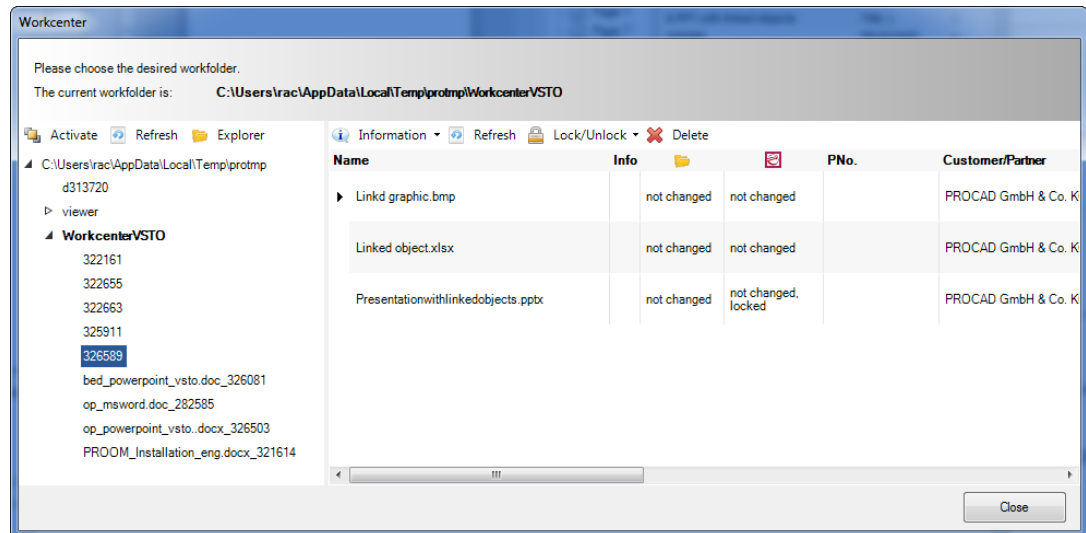 Workcenter
Please choose the desired workfolder.
The current workfolder is: C:\Users\rac\AppData\Local\Temp\protmp\WorkcenterVSTO
Activate Refresh Explorer Information Refresh Lock/Unlock Delete
C:\Users\rac\AppData\Local\Temp\protmp
d313720
viewer
WorkcenterVSTO
322161
322655
322663
325911
326589
bed_powerpoint_vsto.doc_326081
op_msword.doc_282585
op_powerpoint_vsto..docx_326503
PROOM_Installation_eng.docx_321614
Name Info PNo. Customer/Partner
Linkd graphic.bmp not changed not changed PROCAD GmbH & Co. K
Linked object.xlsx not changed not changed PROCAD GmbH & Co. K
Presentationwithlinkedobjects.pptx not changed not changed, locked PROCAD GmbH & Co. K
Close